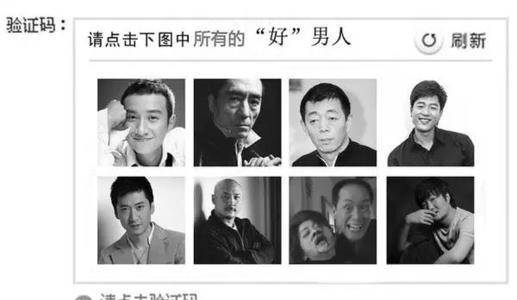 验证码：
请点击下图中所有的“好”男人
刷新
请点击验证码